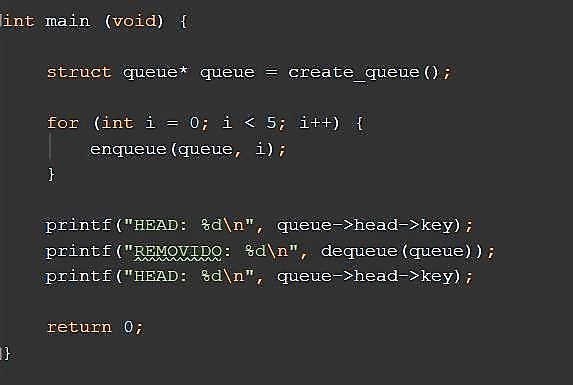 int main (void) {
struct queue* queue = create_queue();
for (int i = 0; i < 5; i++) {
enqueue(queue, i);
}
printf("HEAD: %d\n", queue->head->key);
printf("REMOVIDO: %d\n", dequeue(queue));
printf("HEAD: %d\n", queue->head->key);
return 0;
}